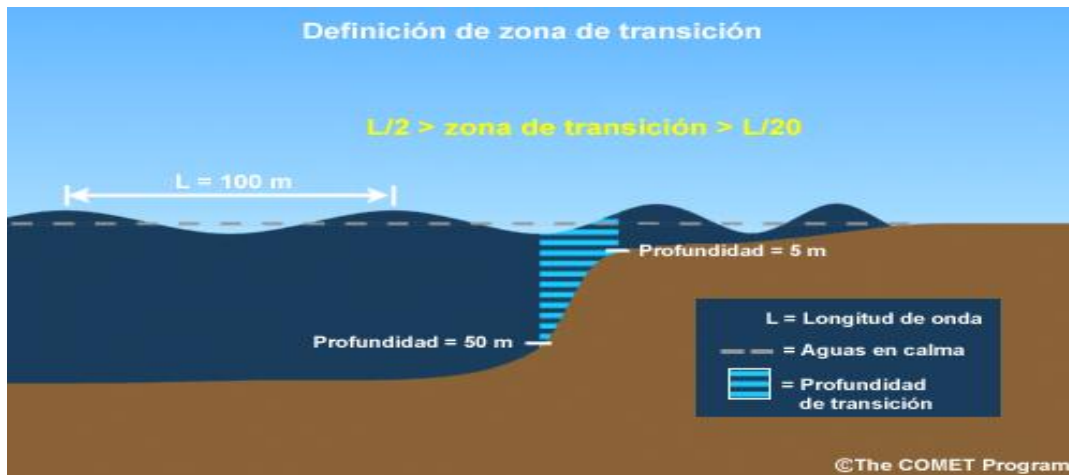 Definición de zona de transición
L/2 > zona de transición > L/20
L = 100 m
Profundidad = 5 m
Profundidad = 50 m
L = Longitud de onda
= Aguas en calma
= Profundidad
de transición
©The COMET Program